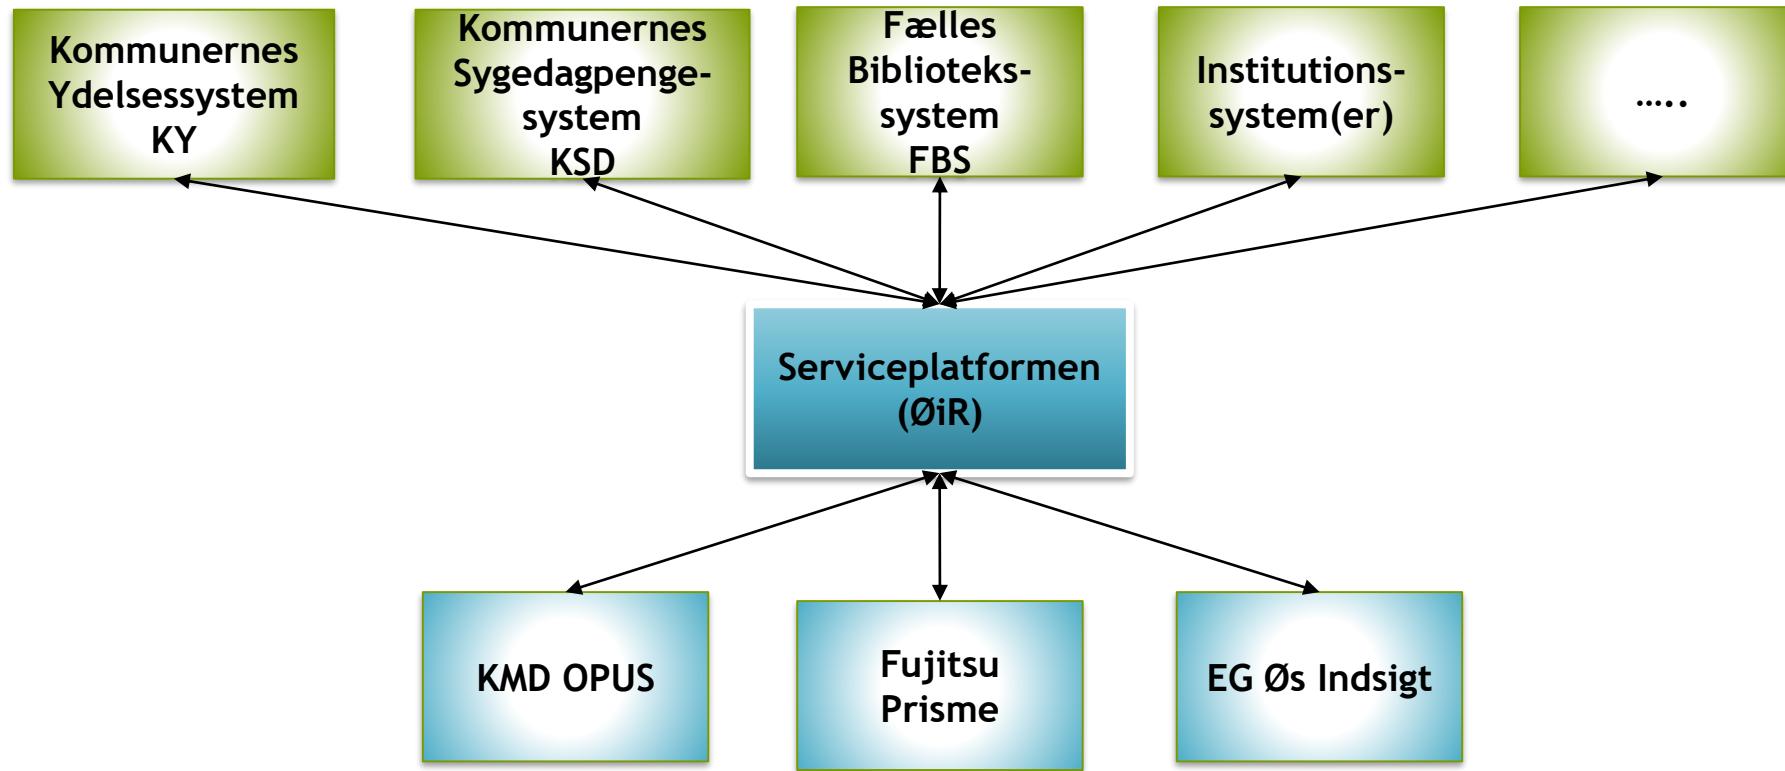 Kommunernes
Ydelsessystem
KY
Kommunernes
Sygedagpenge-
system
KSD
Fælles
Biblioteks-
system
FBS
Institutions-
system(er)
…..
Serviceplatformen
(ØiR)
KMD OPUS
Fujitsu
Prisme
EG Øs Indsigt